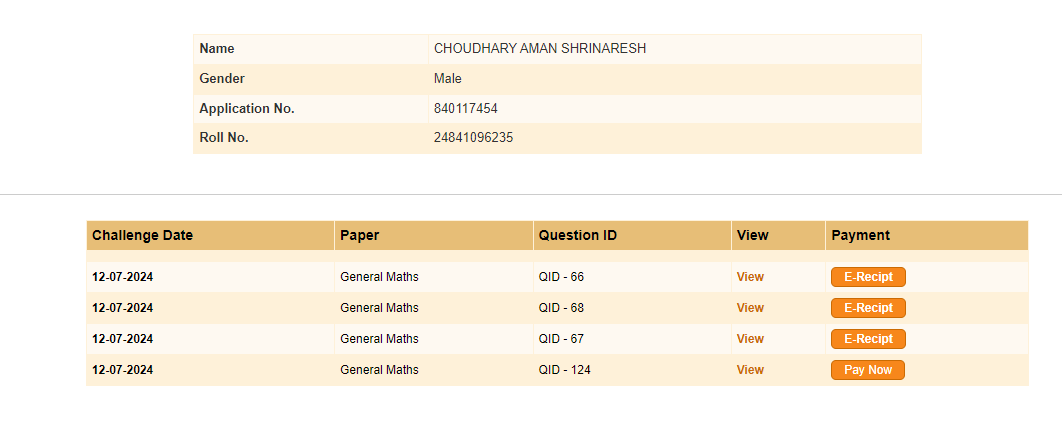 Name CHOUDHARY AMAN SHRINARESH
Gender Male
Application No. 840117454
Roll No. 24841096235
Challenge Date Paper Question ID View Payment
12-07-2024 General Maths QID - 66 View E-Recipt
12-07-2024 General Maths QID - 68 View E-Recipt
12-07-2024 General Maths QID - 67 View E-Recipt
12-07-2024 General Maths QID - 124 View Pay Now